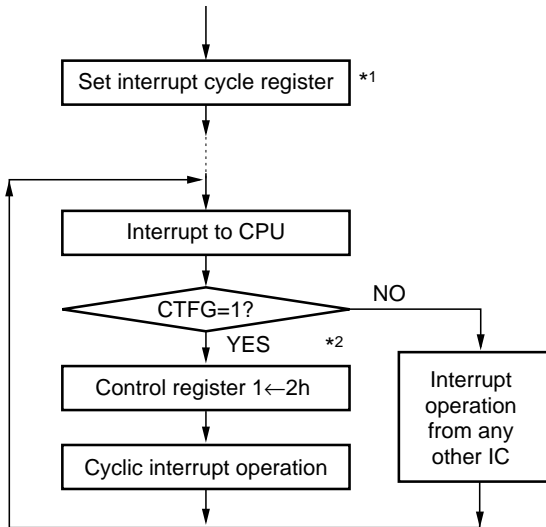 Set interrupt cycle register *1
Interrupt to CPU
CTFG=1?
NO
YES *2
Control register 1←2h
Cyclic interrupt operation
Interrupt
operation
from any
other IC